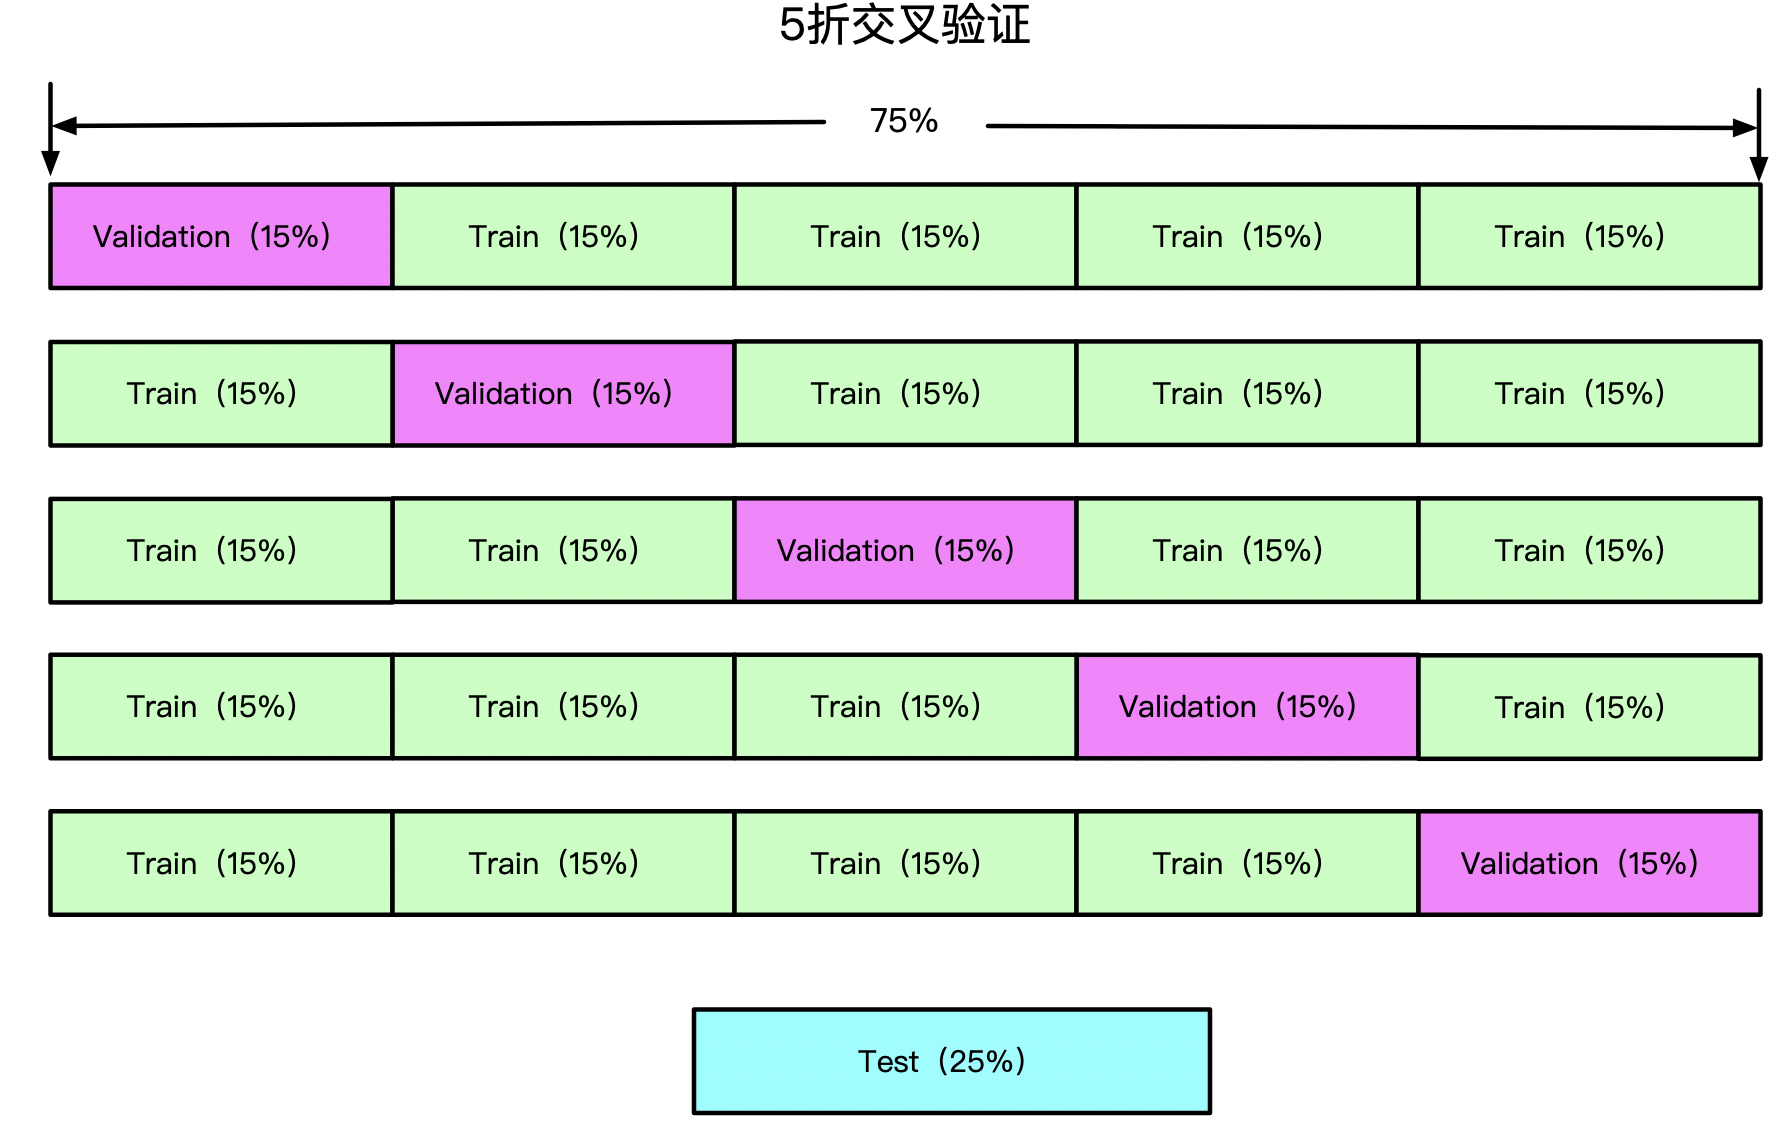 5折交叉验证
75%
Validation（15%） Train（15%） Train（15%） Train（15%） Train（15%）
Train（15%） Validation（15%） Train（15%） Train（15%） Train（15%）
Train（15%） Train（15%） Validation（15%） Train（15%） Train（15%）
Train（15%） Train（15%） Train（15%） Validation（15%） Train（15%）
Train（15%） Train（15%） Train（15%） Train（15%） Validation（15%）
Test（25%）